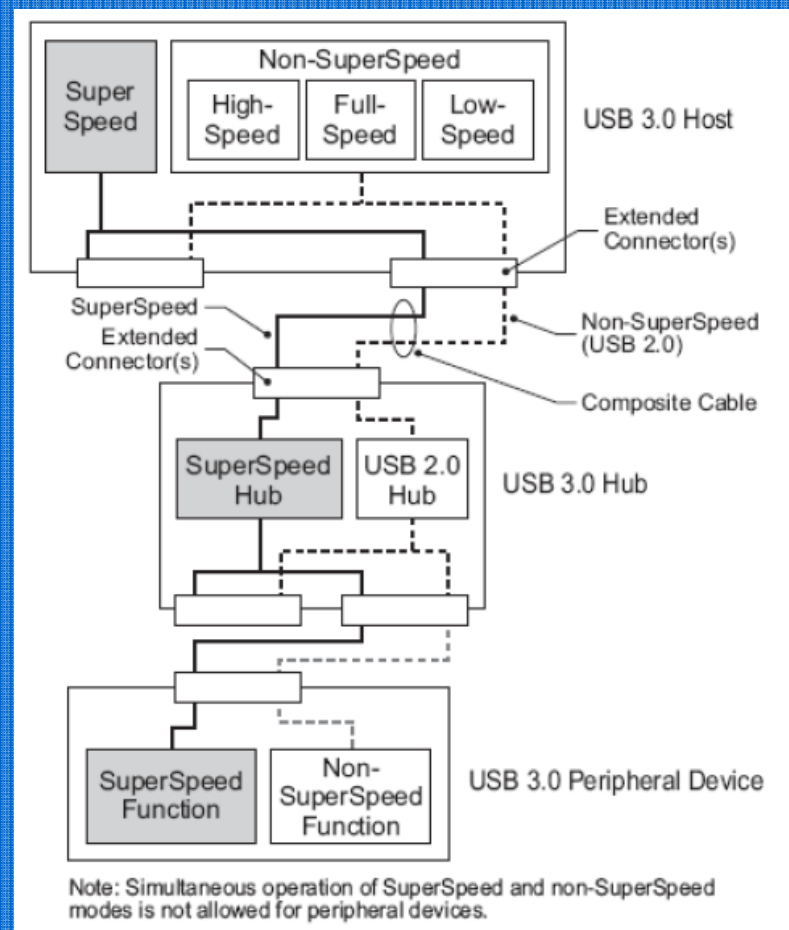 Super
Speed
Non-SuperSpeed
High-
Speed
Full-
Speed
Low-
Speed
USB 3.0 Host
Extended
Connector(s)
SuperSpeed
Extended
Connector(s)
Non-SuperSpeed
(USB 2.0)
Composite Cable
SuperSpeed
Hub
USB 2.0
Hub
USB 3.0 Hub
SuperSpeed
Function
Non-
SuperSpeed
Function
USB 3.0 Peripheral Device
Note: Simultaneous operation of SuperSpeed and non-SuperSpeed
modes is not allowed for peripheral devices.